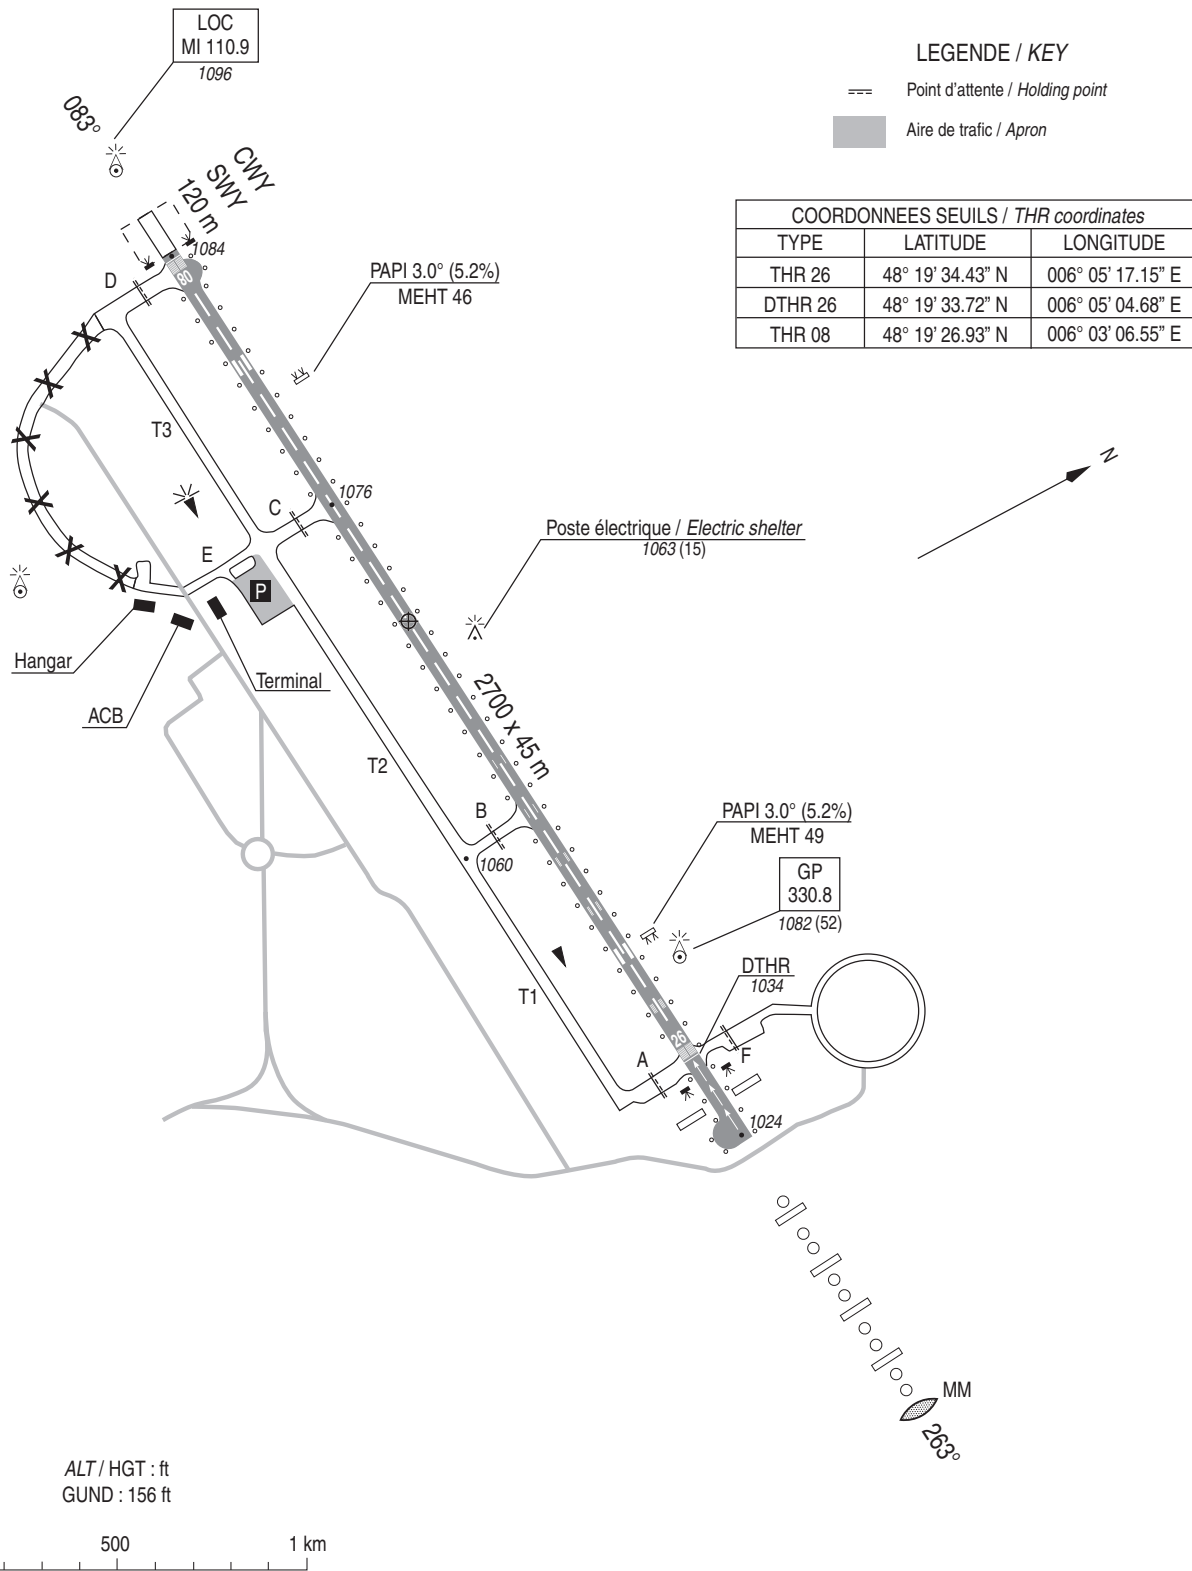 LOC
MI 110.9
1096
083°
CWY
SWY
120 m
1084
80
D
PAPI 3.0° (5.2%)
MEHT 46
LEGENDE / KEY
Point d'attente / Holding point
Aire de trafic / Apron
COORDONNEES SEUILS / THR coordinates
TYPE LATITUDE LONGITUDE
THR 26 48° 19' 34.43" N 006° 05' 17.15" E
DTHR 26 48° 19' 33.72" N 006° 05' 04.68" E
THR 08 48° 19' 26.93" N 006° 03' 06.55" E
N
T3
C
1076
Poste électrique / Electric shelter
1063 (15)
E
P
Hangar
ACB
Terminal
2700 x 45 m
T2
B
1060
PAPI 3.0° (5.2%)
MEHT 49
GP
330.8
1082 (52)
DTHR
1034
T1
26
A
F
1024
MM
263°
ALT / HGT : ft
GUND : 156 ft
500 1 km